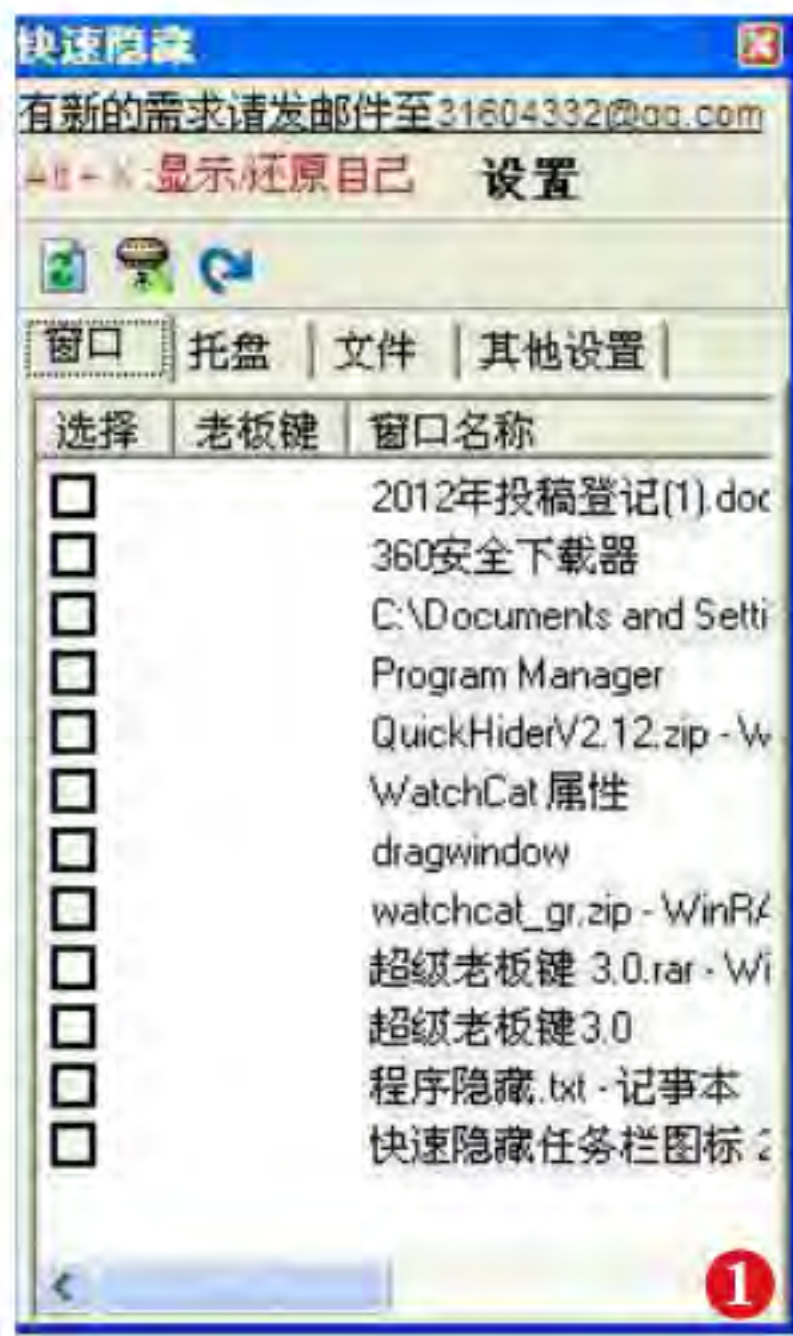 快速隐藏
有新的需求请发邮件至31604332@qq.com
显示/还原自己 设置
窗口 托盘 文件 其他设置
选择 老板键 窗口名称
2012年投稿登记(1).doc
360安全下载器
C:\Documents and Setti
Program Manager
QuickHiderV2.12.zip - W
WatchCat 属性
dragwindow
watchcat_gr.zip - WinRA
超级老板键 3.0.rar - Wi
超级老板键3.0
程序隐藏.txt - 记事本
快速隐藏任务栏图标 2
1